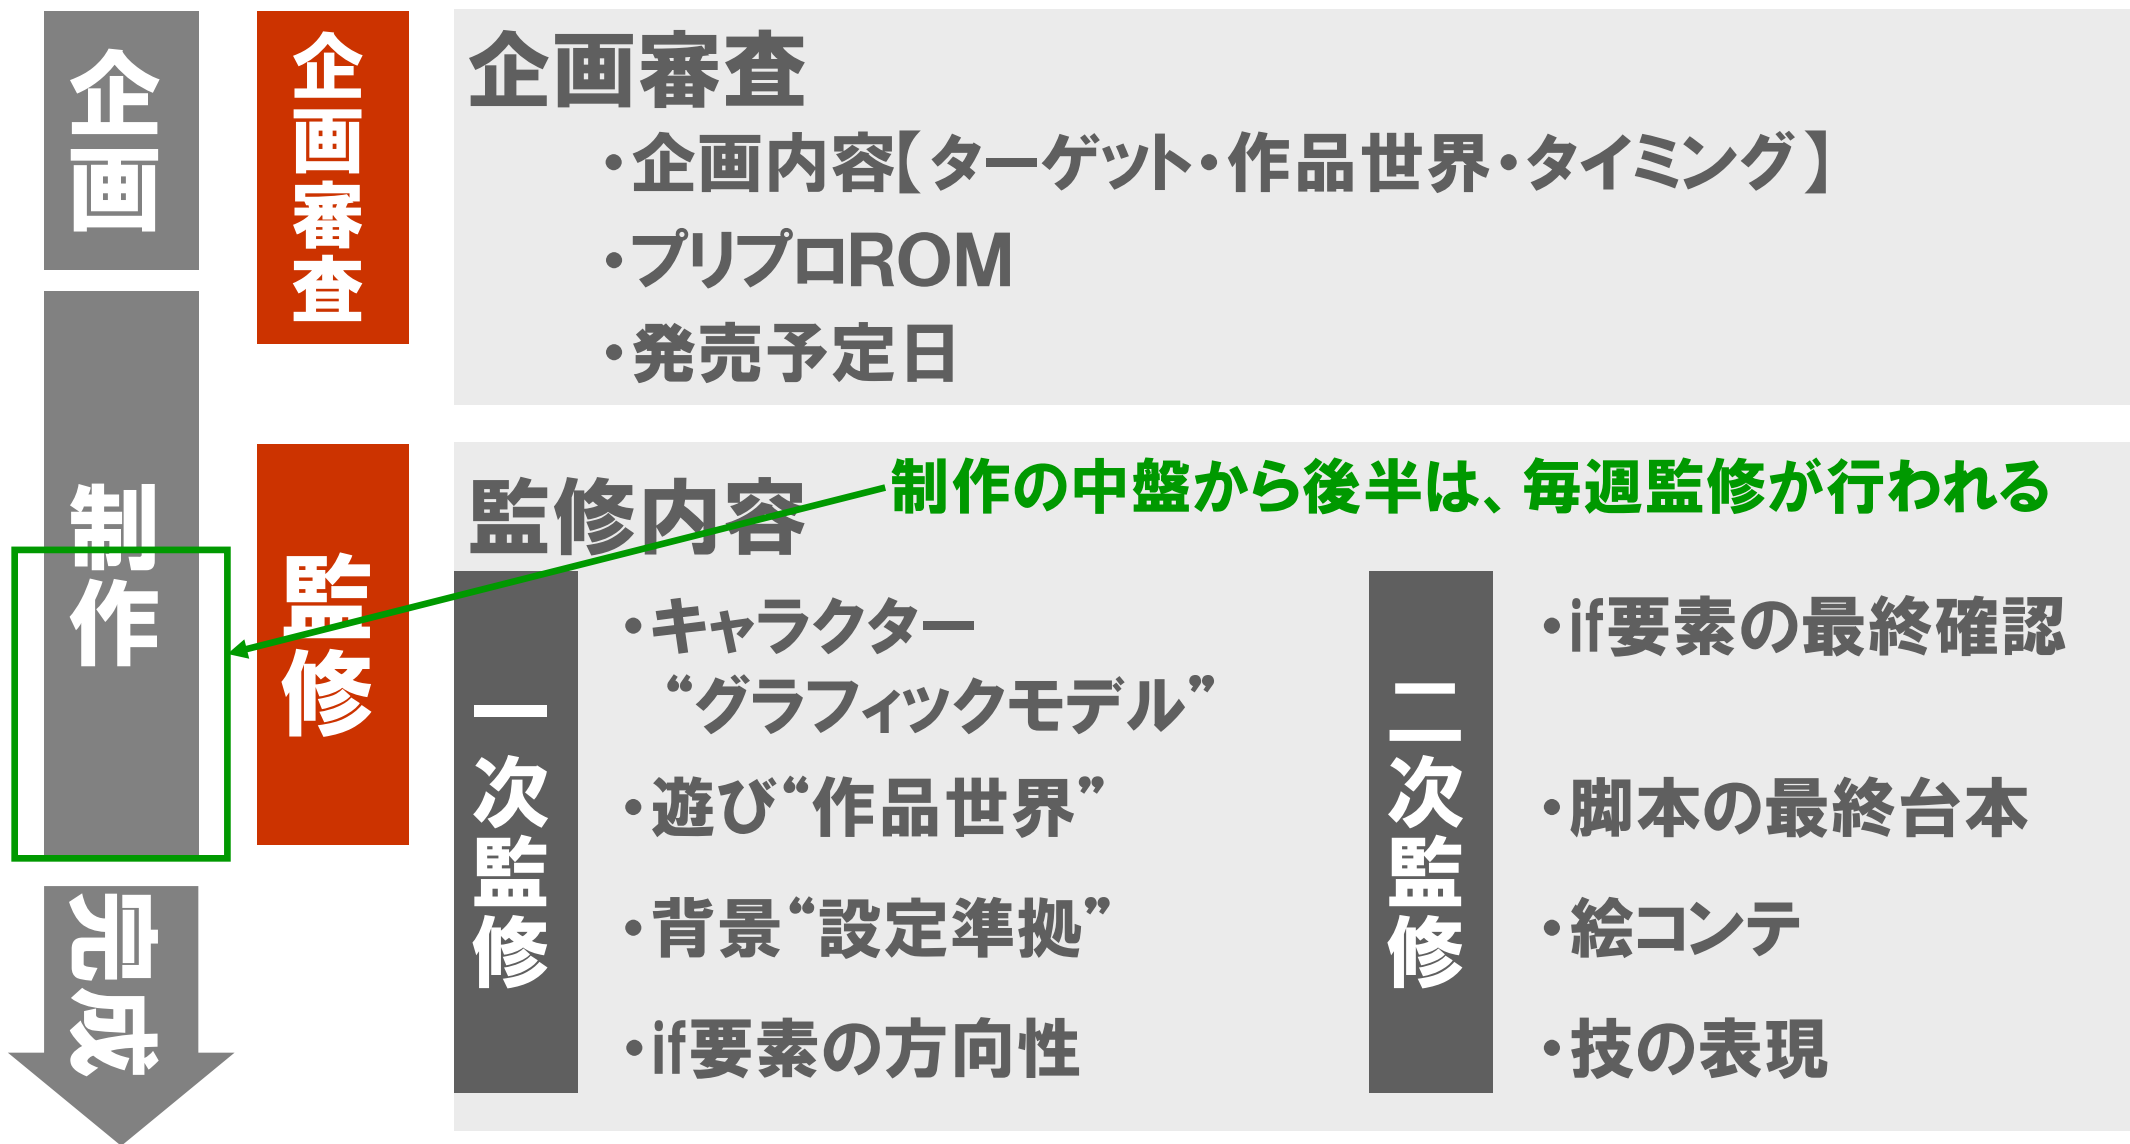 企画
制作
完成
企画審査
監修
企画審査
・企画内容【ターゲット・作品世界・タイミング】
・プリプロROM
・発売予定日
監修内容
制作の中盤から後半は、毎週監修が行われる
一次監修
・キャラクター
“グラフィックモデル”
・遊び“作品世界”
・背景“設定準拠”
・if要素の方向性
二次監修
・if要素の最終確認
・脚本の最終台本
・絵コンテ
・技の表現